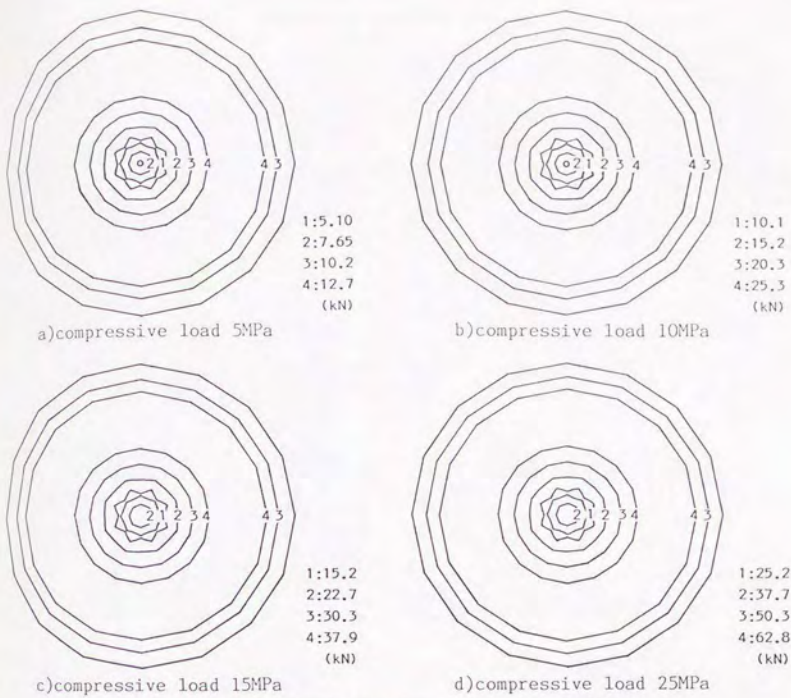 2 1 2 3 4 4 3
1:5.10
2:7.65
3:10.2
4:12.7
(kN)
a)compressive load 5MPa
2 1 2 3 4 4 3
1:10.1
2:15.2
3:20.3
4:25.3
(kN)
b)compressive load 10MPa
2 1 2 3 4 4 3
1:15.2
2:22.7
3:30.3
4:37.9
(kN)
c)compressive load 15MPa
2 1 2 3 4 4 3
1:25.2
2:37.7
3:50.3
4:62.8
(kN)
d)compressive load 25MPa